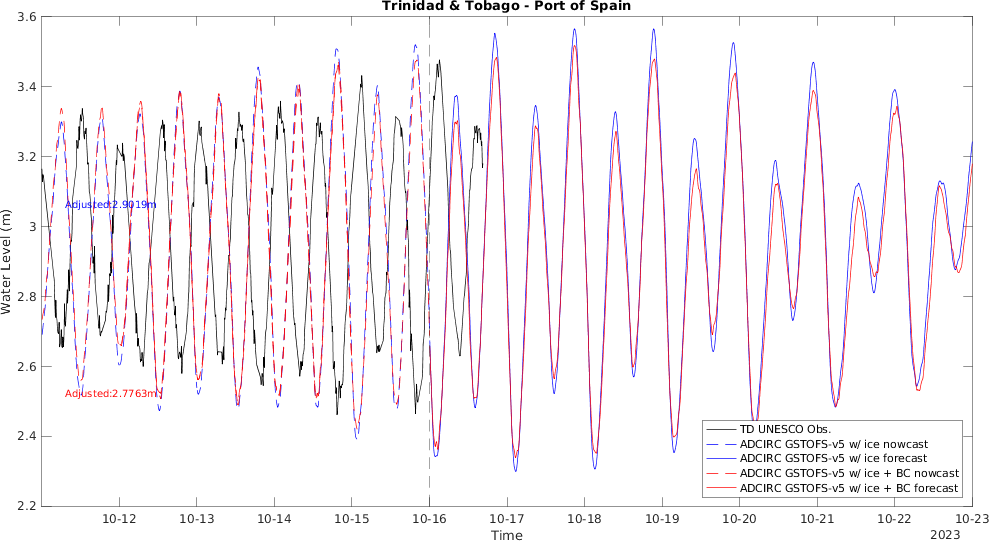 Trinidad & Tobago - Port of Spain
3.6
3.4
3.2
3
2.8
2.6
2.4
2.2
Water Level (m)
Adjusted:2.9019m
Adjusted:2.7763m
TD UNESCO Obs.
ADCIRC GSTOFS-v5 w/ ice nowcast
ADCIRC GSTOFS-v5 w/ ice forecast
ADCIRC GSTOFS-v5 w/ ice + BC nowcast
ADCIRC GSTOFS-v5 w/ ice + BC forecast
10-12 10-13 10-14 10-15 10-16 10-17 10-18 10-19 10-20 10-21 10-22 10-23
Time
2023